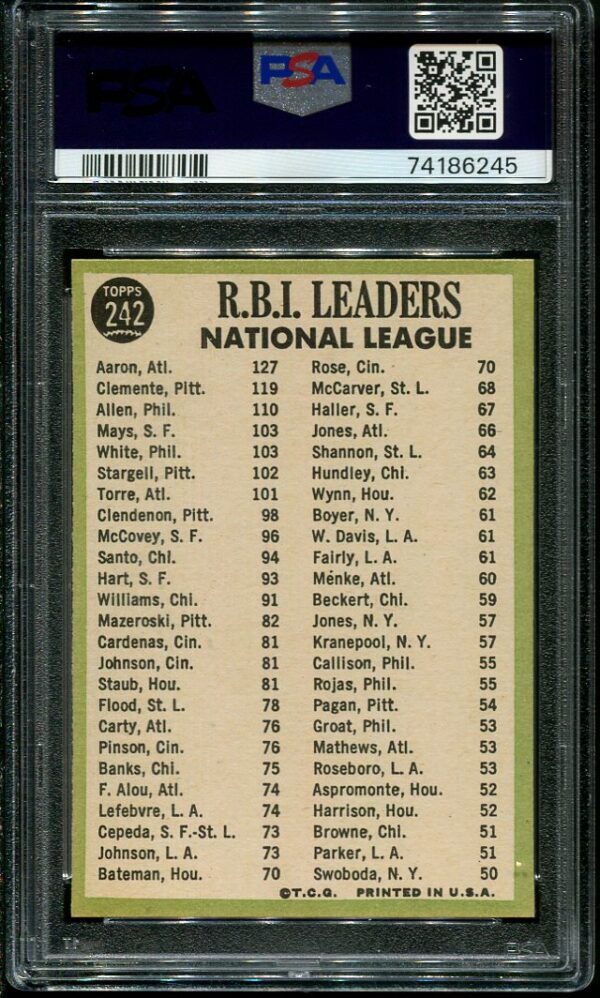 PSA
PSA
74186245
TOPPS
242
R.B.I. LEADERS
NATIONAL LEAGUE
Aaron, Atl. 127
Clemente, Pitt. 119
Allen, Phil. 110
Mays, S. F. 103
White, Phil. 103
Stargell, Pitt. 102
Torre, Atl. 101
Clendenon, Pitt. 98
McCovey, S. F. 96
Santo, Chi. 94
Hart, S. F. 93
Williams, Chi. 91
Mazeroski, Pitt. 82
Cardenas, Cin. 81
Johnson, Cin. 81
Staub, Hou. 81
Flood, St. L. 78
Carty, Atl. 76
Pinson, Cin. 76
Banks, Chi. 75
F. Alou, Atl. 74
Lefebvre, L. A. 74
Cepeda, S. F.-St. L. 73
Johnson, L. A. 73
Bateman, Hou. 70
Rose, Cin. 70
McCarver, St. L. 68
Haller, S. F. 67
Jones, Atl. 66
Shannon, St. L. 64
Hundley, Chi. 63
Wynn, Hou. 62
Boyer, N. Y. 61
W. Davis, L. A. 61
Fairly, L. A. 61
Menke, Atl. 60
Beckert, Chi. 59
Jones, N. Y. 57
Kranepool, N. Y. 57
Callison, Phil. 55
Rojas, Phil. 55
Pagan, Pitt. 54
Groat, Phil. 53
Mathews, Atl. 53
Roseboro, L. A. 53
Aspromonte, Hou. 52
Harrison, Hou. 52
Browne, Chi. 51
Parker, L. A. 51
Swoboda, N. Y. 50
©T.C.G. PRINTED IN U.S.A.